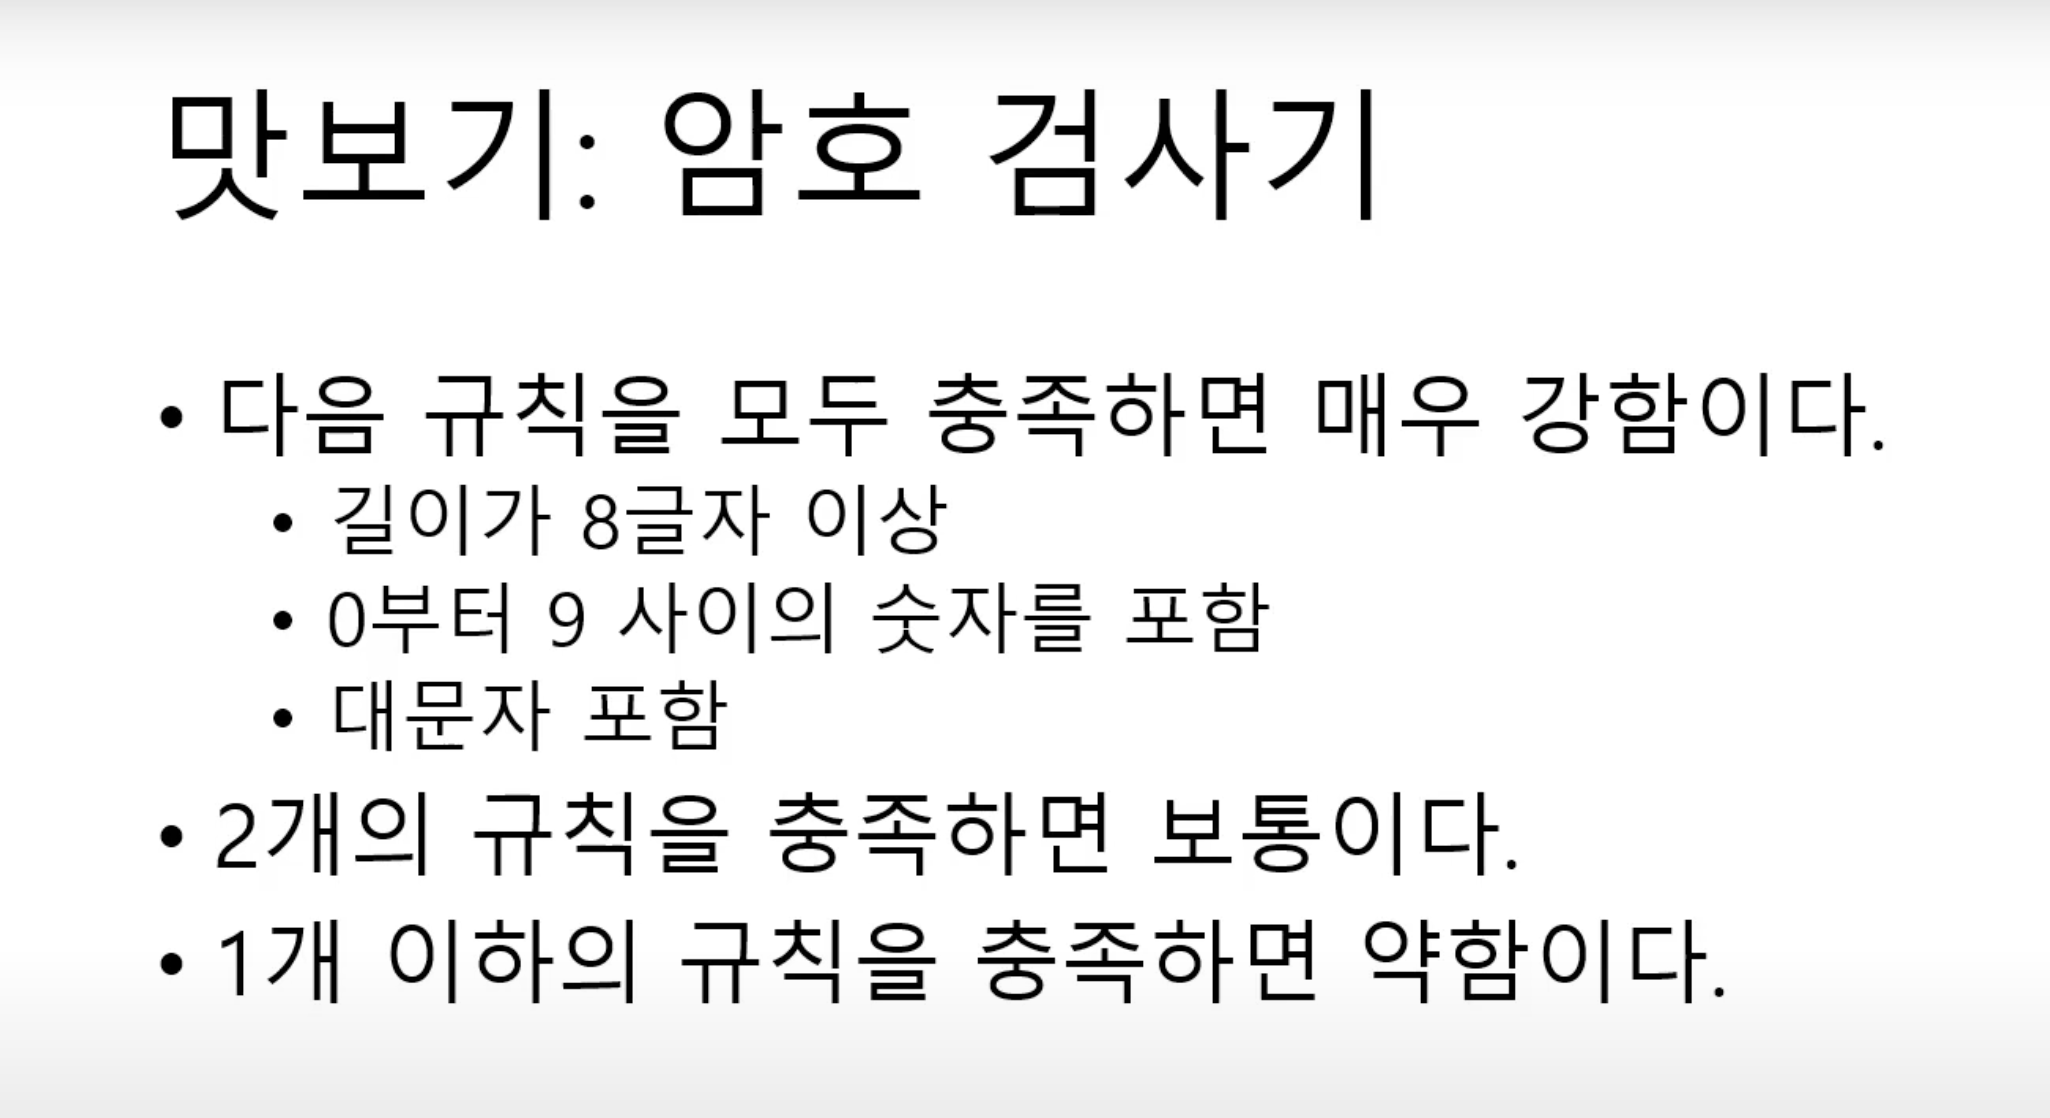 맛보기: 암호 검사기
• 다음 규칙을 모두 충족하면 매우 강함이다.
• 길이가 8글자 이상
• 0부터 9 사이의 숫자를 포함
• 대문자 포함
• 2개의 규칙을 충족하면 보통이다.
• 1개 이하의 규칙을 충족하면 약함이다.